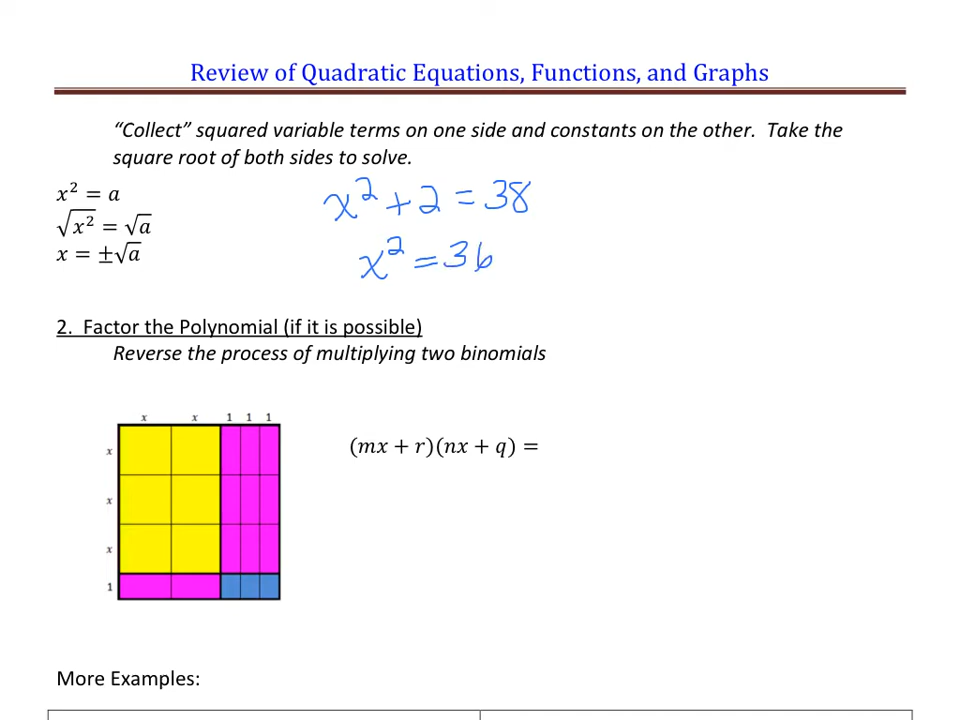 Review of Quadratic Equations, Functions, and Graphs
“Collect” squared variable terms on one side and constants on the other.  Take the
square root of both sides to solve.
x² = a
√x² = √a
x = ±√a
x² + 2 = 38
x² = 36
2.  Factor the Polynomial (if it is possible)
Reverse the process of multiplying two binomials
x x 1 1 1
x
x
x
1
(mx + r)(nx + q) =
More Examples: